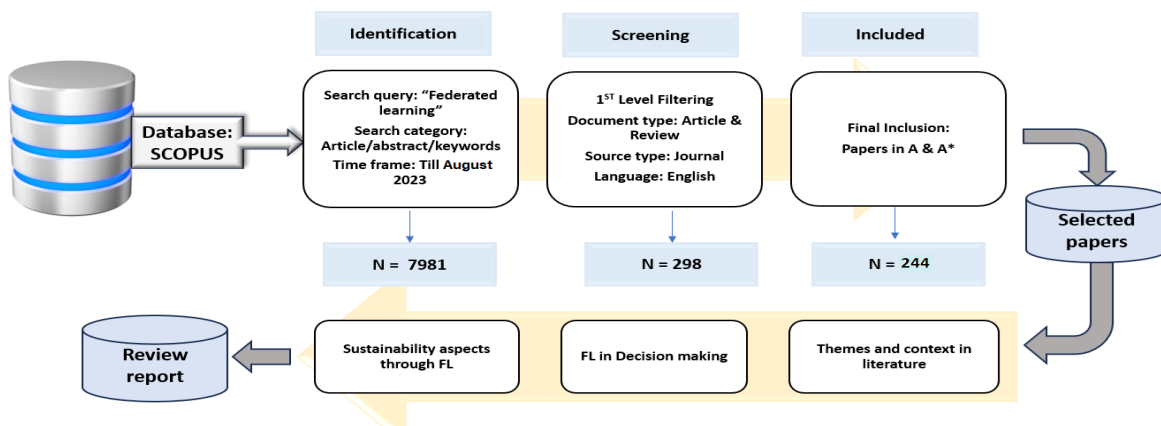 Identification
Screening
Included
Database:
SCOPUS
Search query: “Federated
learning”
Search category:
Article/abstract/keywords
Time frame: Till August
2023
1ST Level Filtering
Document type: Article &
Review
Source type: Journal
Language: English
Final Inclusion:
Papers in A & A*
Selected
papers
N = 7981
N = 298
N = 244
Review
report
Sustainability aspects
through FL
FL in Decision making
Themes and context in
literature